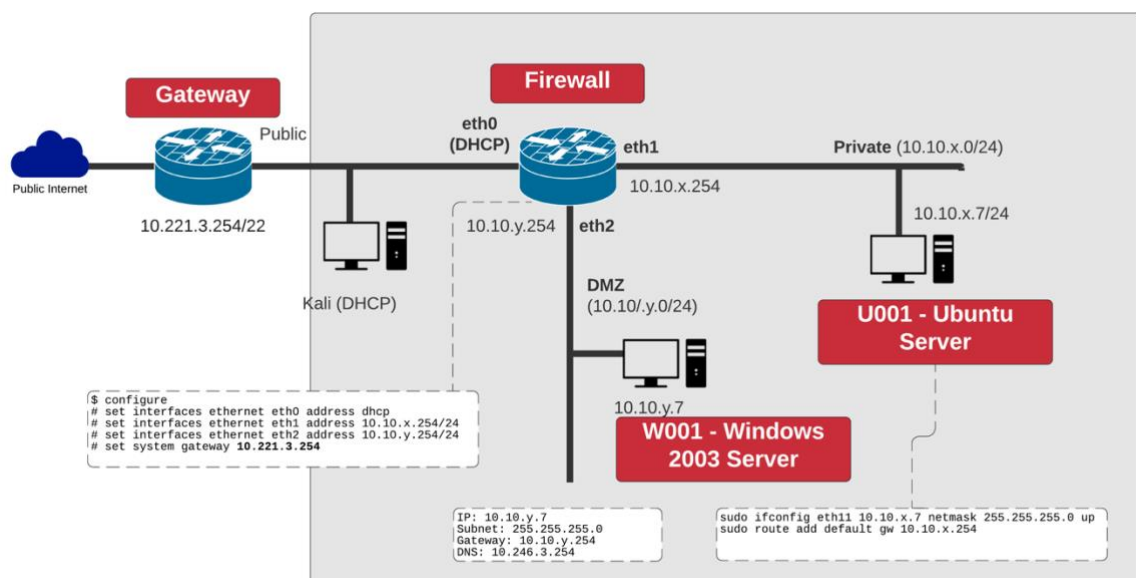 Gateway
Firewall
Public
eth0
(DHCP)
eth1
Private (10.10.x.0/24)
Public Internet
10.221.3.254/22
10.10.x.254
10.10.x.7/24
10.10.y.254
eth2
Kali (DHCP)
DMZ
(10.10/.y.0/24)
U001 - Ubuntu
Server
10.10.y.7
W001 - Windows
2003 Server
$ configure
# set interfaces ethernet eth0 address dhcp
# set interfaces ethernet eth1 address 10.10.x.254/24
# set interfaces ethernet eth2 address 10.10.y.254/24
# set system gateway 10.221.3.254
IP: 10.10.y.7
Subnet: 255.255.255.0
Gateway: 10.10.y.254
DNS: 10.246.3.254
sudo ifconfig eth11 10.10.x.7 netmask 255.255.255.0 up
sudo route add default gw 10.10.x.254